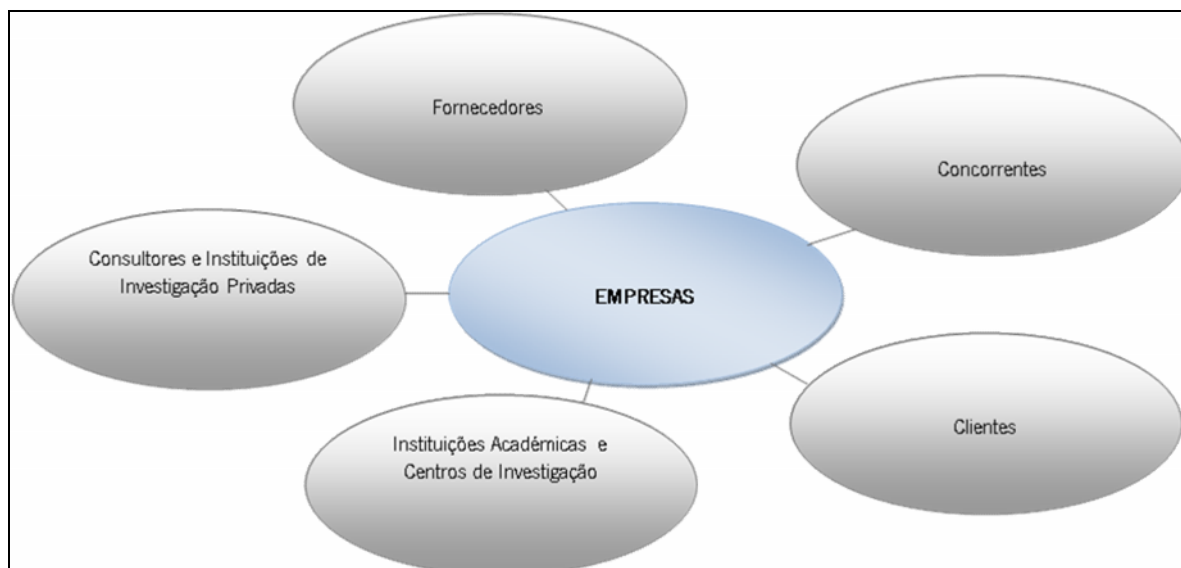 Fornecedores
Concorrentes
Consultores e Instituições de
Investigação Privadas
EMPRESAS
Clientes
Instituições Académicas e
Centros de Investigação